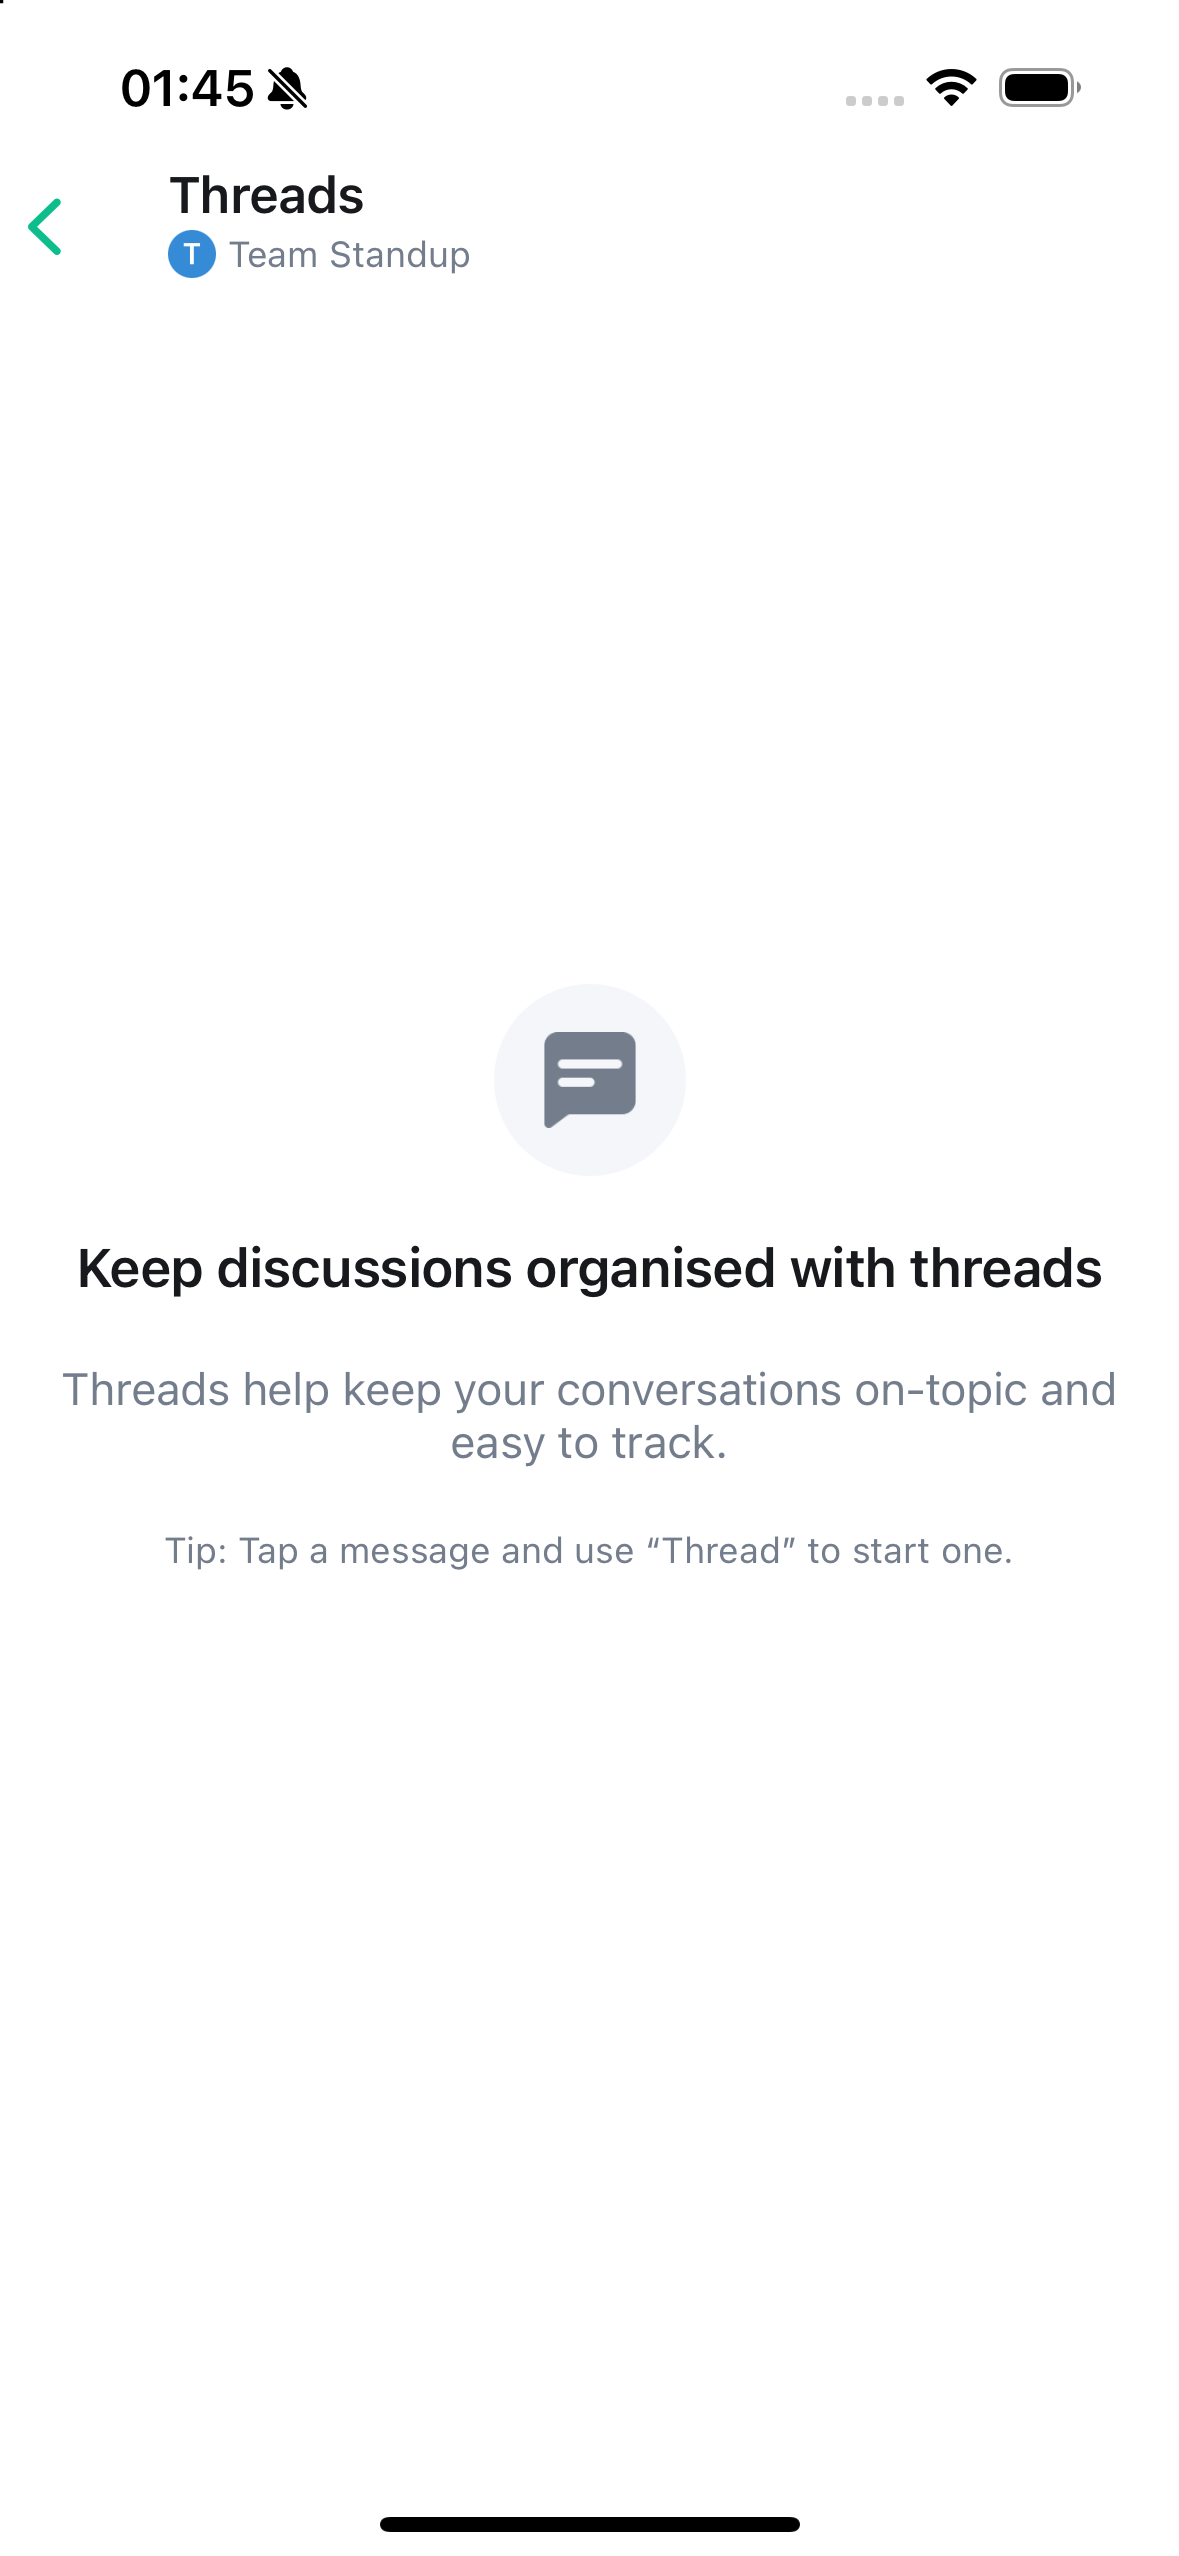 01:45
Threads
T Team Standup
Keep discussions organised with threads
Threads help keep your conversations on-topic and
easy to track.
Tip: Tap a message and use “Thread” to start one.